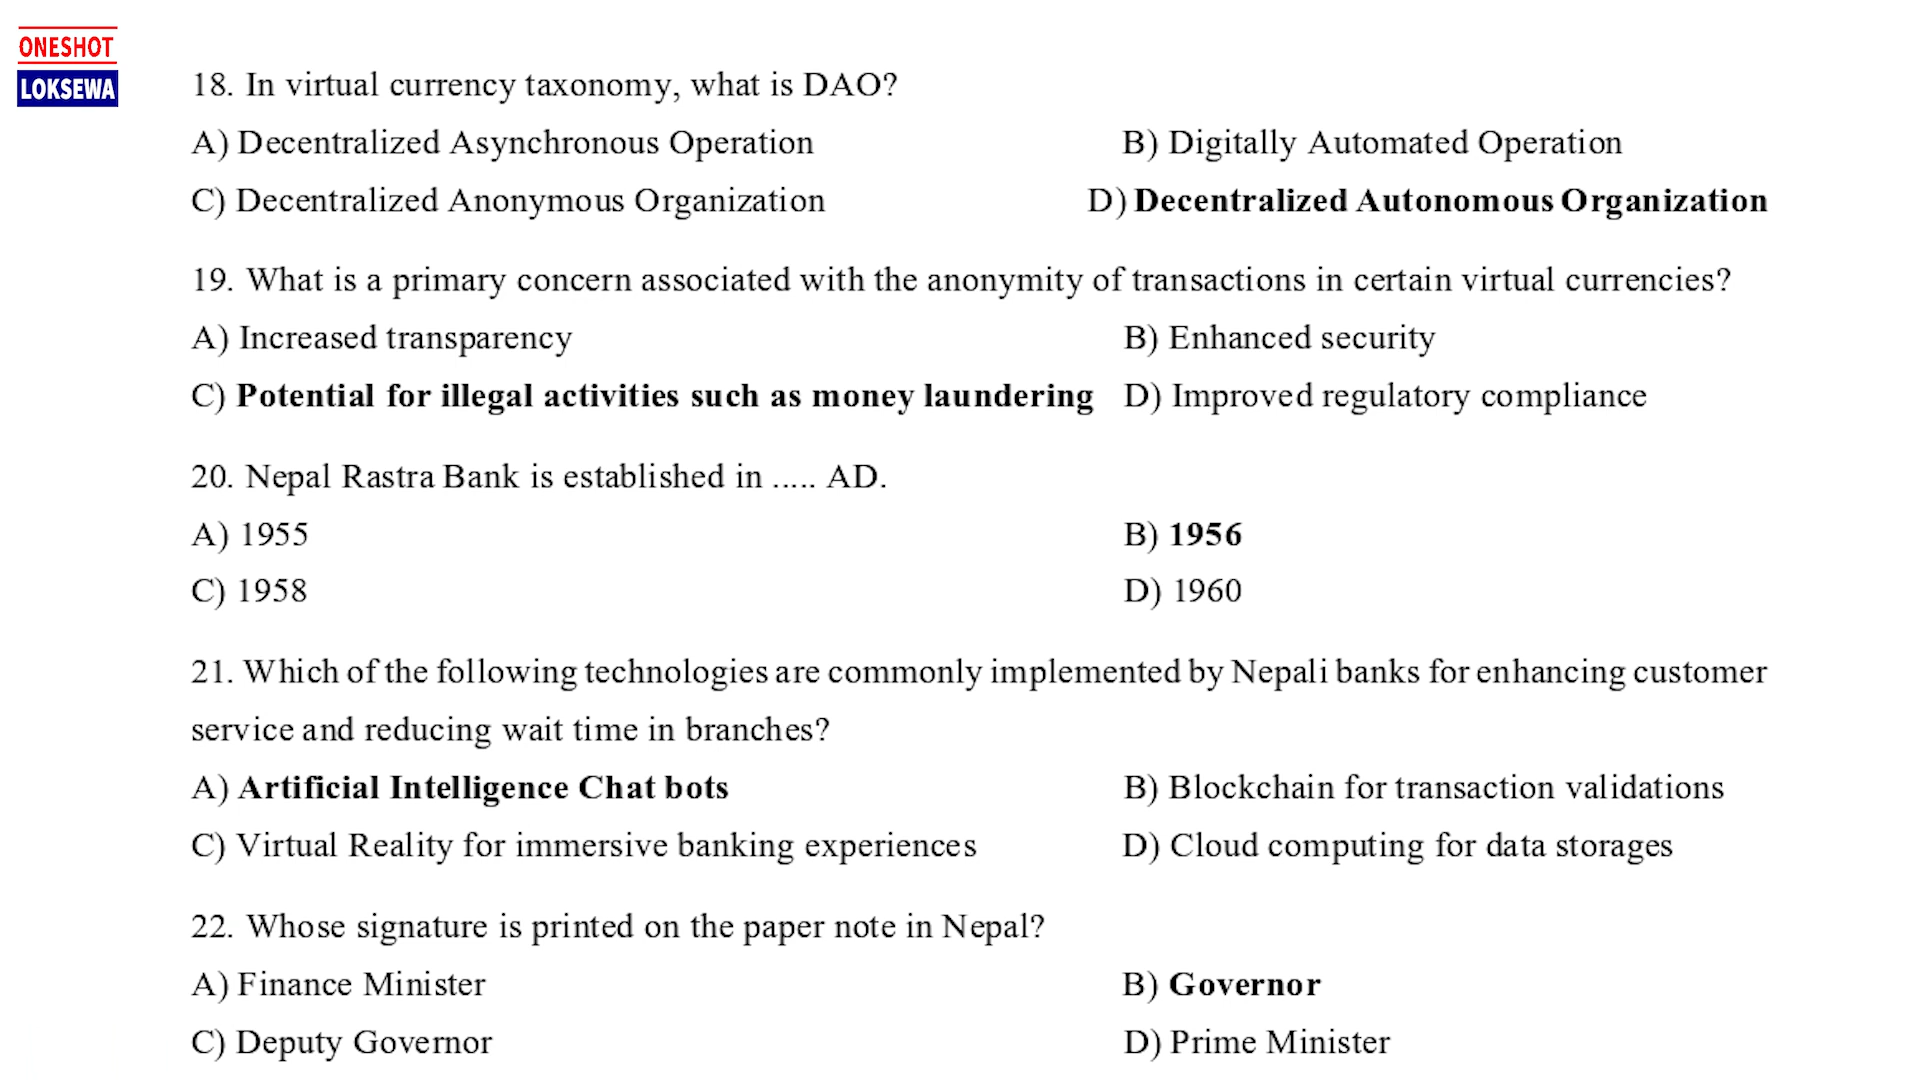 ONESHOT
LOKSEWA
18. In virtual currency taxonomy, what is DAO?
A) Decentralized Asynchronous Operation B) Digitally Automated Operation
C) Decentralized Anonymous Organization D) Decentralized Autonomous Organization
19. What is a primary concern associated with the anonymity of transactions in certain virtual currencies?
A) Increased transparency B) Enhanced security
C) Potential for illegal activities such as money laundering D) Improved regulatory compliance
20. Nepal Rastra Bank is established in ..... AD.
A) 1955 B) 1956
C) 1958 D) 1960
21. Which of the following technologies are commonly implemented by Nepali banks for enhancing customer
service and reducing wait time in branches?
A) Artificial Intelligence Chat bots B) Blockchain for transaction validations
C) Virtual Reality for immersive banking experiences D) Cloud computing for data storages
22. Whose signature is printed on the paper note in Nepal?
A) Finance Minister B) Governor
C) Deputy Governor D) Prime Minister